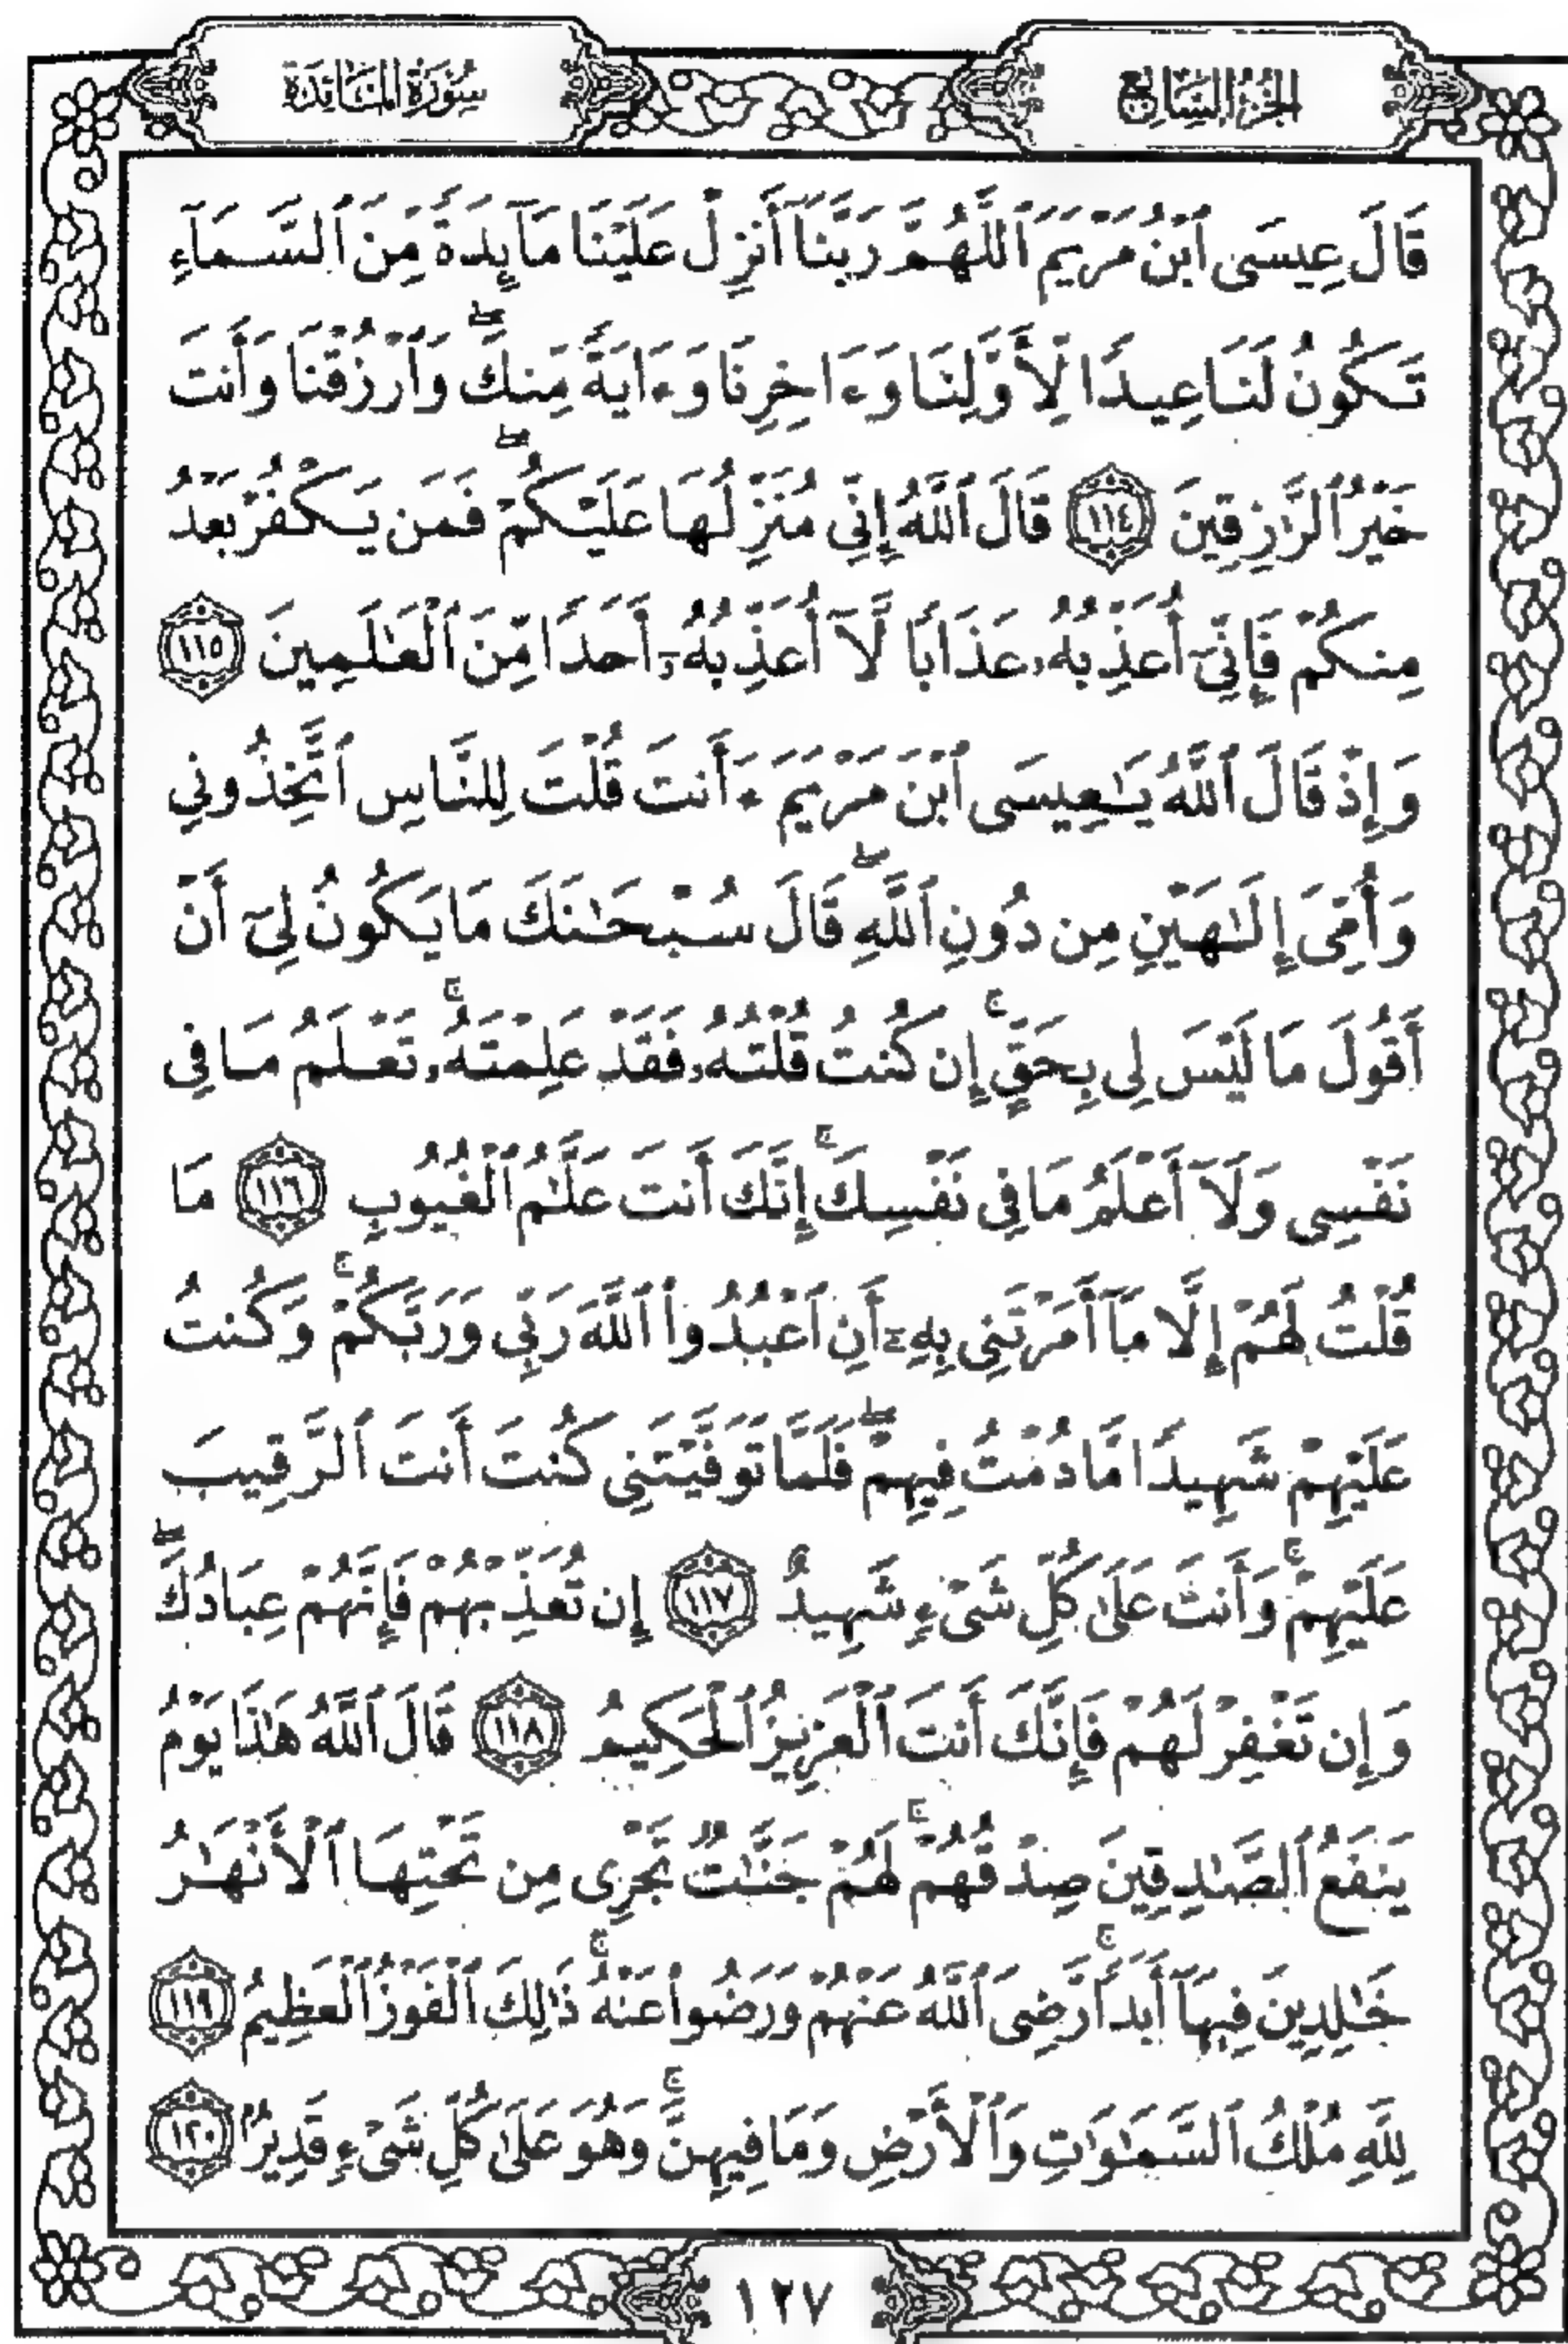 الجزء السابع
سورة المائدة
قَالَ عِيسَى ٱبْنُ مَرْيَمَ ٱللَّهُمَّ رَبَّنَآ أَنزِلْ عَلَيْنَا مَآئِدَةً مِّنَ ٱلسَّمَآءِ
تَكُونُ لَنَا عِيدًا لِّأَوَّلِنَا وَءَاخِرِنَا وَءَايَةً مِّنكَ ۖ وَٱرْزُقْنَا وَأَنتَ
خَيْرُ ٱلرَّٰزِقِينَ ١١٤ قَالَ ٱللَّهُ إِنِّى مُنَزِّلُهَا عَلَيْكُمْ ۖ فَمَن يَكْفُرْ بَعْدُ
مِنكُمْ فَإِنِّىٓ أُعَذِّبُهُۥ عَذَابًا لَّآ أُعَذِّبُهُۥٓ أَحَدًا مِّنَ ٱلْعَٰلَمِينَ ١١٥
وَإِذْ قَالَ ٱللَّهُ يَٰعِيسَى ٱبْنَ مَرْيَمَ ءَأَنتَ قُلْتَ لِلنَّاسِ ٱتَّخِذُونِى
وَأُمِّىَ إِلَٰهَيْنِ مِن دُونِ ٱللَّهِ ۖ قَالَ سُبْحَٰنَكَ مَا يَكُونُ لِىٓ أَنْ
أَقُولَ مَا لَيْسَ لِى بِحَقٍّ ۚ إِن كُنتُ قُلْتُهُۥ فَقَدْ عَلِمْتَهُۥ ۚ تَعْلَمُ مَا فِى
نَفْسِى وَلَآ أَعْلَمُ مَا فِى نَفْسِكَ ۚ إِنَّكَ أَنتَ عَلَّٰمُ ٱلْغُيُوبِ ١١٦ مَا
قُلْتُ لَهُمْ إِلَّا مَآ أَمَرْتَنِى بِهِۦٓ أَنِ ٱعْبُدُوا۟ ٱللَّهَ رَبِّى وَرَبَّكُمْ ۚ وَكُنتُ
عَلَيْهِمْ شَهِيدًا مَّا دُمْتُ فِيهِمْ ۖ فَلَمَّا تَوَفَّيْتَنِى كُنتَ أَنتَ ٱلرَّقِيبَ
عَلَيْهِمْ ۚ وَأَنتَ عَلَىٰ كُلِّ شَىْءٍ شَهِيدٌ ١١٧ إِن تُعَذِّبْهُمْ فَإِنَّهُمْ عِبَادُكَ ۖ
وَإِن تَغْفِرْ لَهُمْ فَإِنَّكَ أَنتَ ٱلْعَزِيزُ ٱلْحَكِيمُ ١١٨ قَالَ ٱللَّهُ هَٰذَا يَوْمُ
يَنفَعُ ٱلصَّٰدِقِينَ صِدْقُهُمْ ۚ لَهُمْ جَنَّٰتٌ تَجْرِى مِن تَحْتِهَا ٱلْأَنْهَٰرُ
خَٰلِدِينَ فِيهَآ أَبَدًا ۚ رَّضِىَ ٱللَّهُ عَنْهُمْ وَرَضُوا۟ عَنْهُ ۚ ذَٰلِكَ ٱلْفَوْزُ ٱلْعَظِيمُ ١١٩
لِلَّهِ مُلْكُ ٱلسَّمَٰوَٰتِ وَٱلْأَرْضِ وَمَا فِيهِنَّ ۚ وَهُوَ عَلَىٰ كُلِّ شَىْءٍ قَدِيرٌۢ ١٢٠
١٢٧